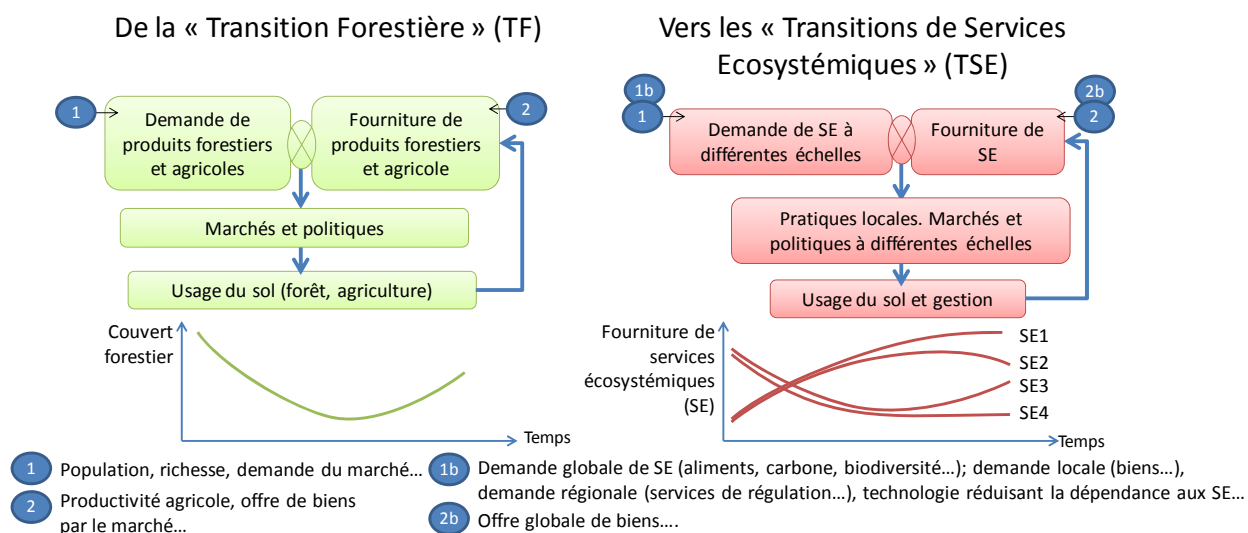 De la « Transition Forestière » (TF)
Vers les « Transitions de Services
Ecosystémiques » (TSE)
1
2
Demande de
produits forestiers
et agricoles
Fourniture de
produits forestiers
et agricole
Marchés et politiques
Usage du sol (forêt, agriculture)
Couvert
forestier
Temps
1b
1
2b
2
Demande de SE à
différentes échelles
Fourniture de
SE
Pratiques locales. Marchés et
politiques à différentes échelles
Usage du sol et gestion
Fourniture de
services
écosystémiques
(SE)
SE1
SE2
SE3
SE4
Temps
1 Population, richesse, demande du marché...
2 Productivité agricole, offre de biens
par le marché...
1b Demande globale de SE (aliments, carbone, biodiversité...); demande locale (biens...),
demande régionale (services de régulation...), technologie réduisant la dépendance aux SE...
2b Offre globale de biens....